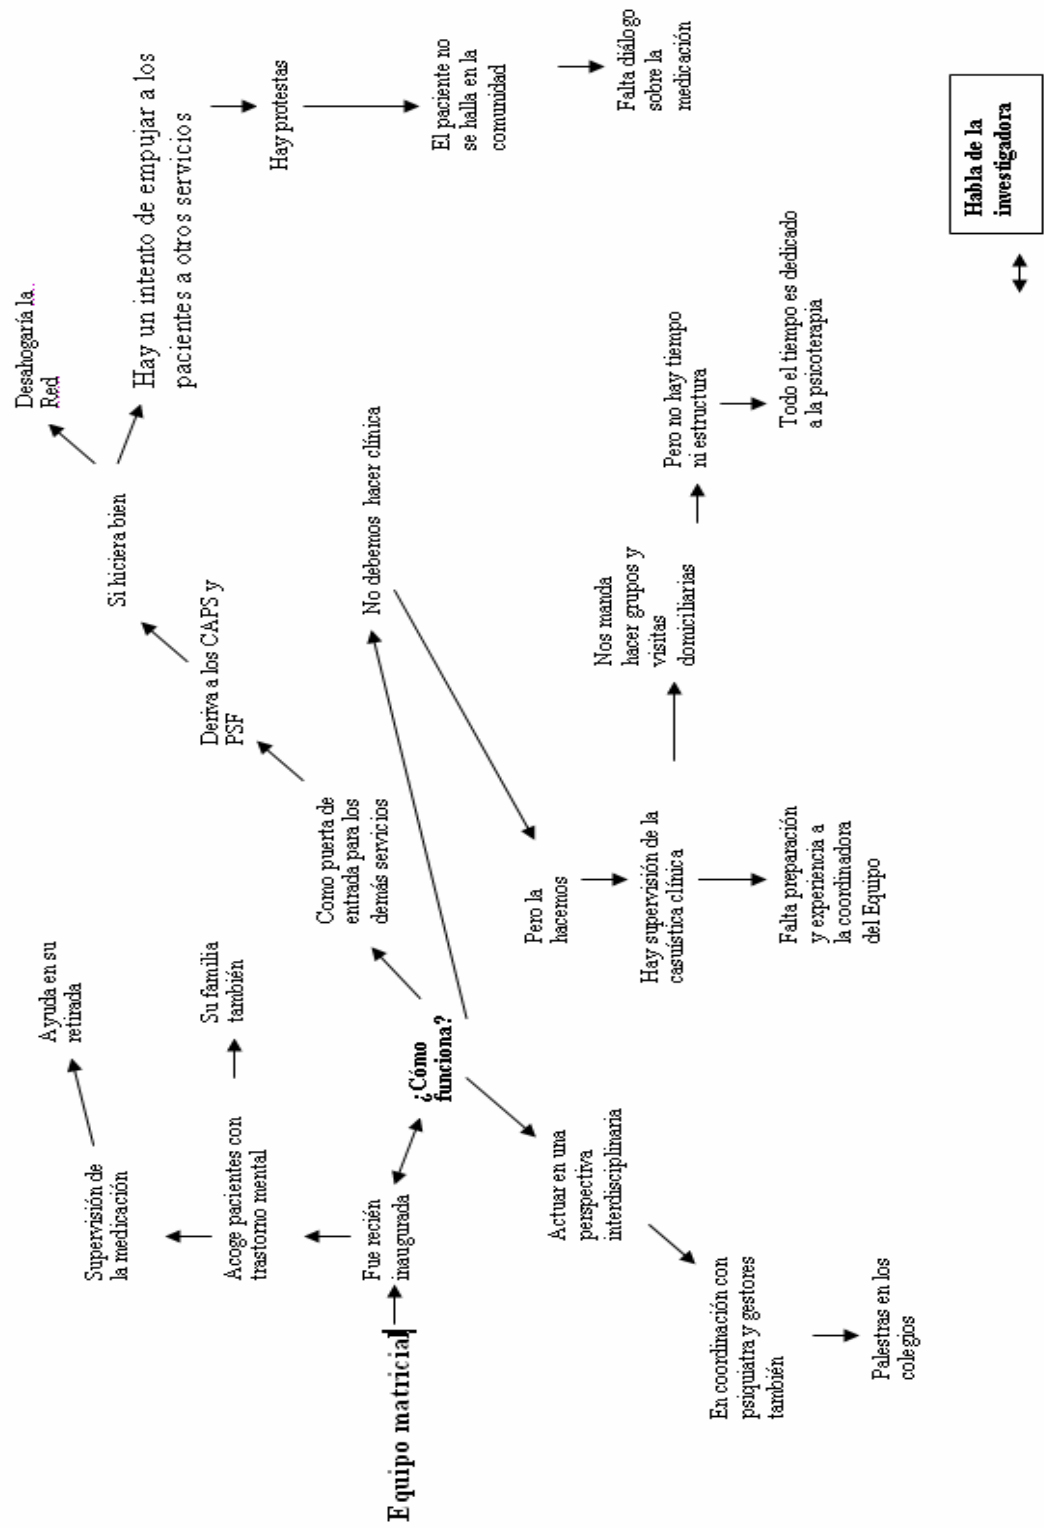 Equipo matricial
Fue recién
inaugurada
Acoge pacientes con
trastorno mental
Supervisión de
la medicación
Ayuda en su
retirada
Su familia
también
¿Cómo
funciona?
Como puerta de
entrada para los
demás servicios
Deriva a los CAPS y
PSF
Si hiciera bien
Desahogaría la
Red
Hay un intento de empujar a los
pacientes a otros servicios
Hay protestas
El paciente no
se halla en la
comunidad
Falta diálogo
sobre la
medicación
No debemos hacer clínica
Pero la
hacemos
Hay supervisión de la
casuística clínica
Falta preparación
y experiencia a
la coordinadora
del Equipo
Nos manda
hacer grupos y
visitas
domiciliarias
Pero no hay tiempo
ni estructura
Todo el tiempo es dedicado
a la psicoterapia
Actuar en una
perspectiva
interdisciplinaria
En coordinación con
psiquiatra y gestores
también
Palestras en los
colegios
Habla de la
investigadora